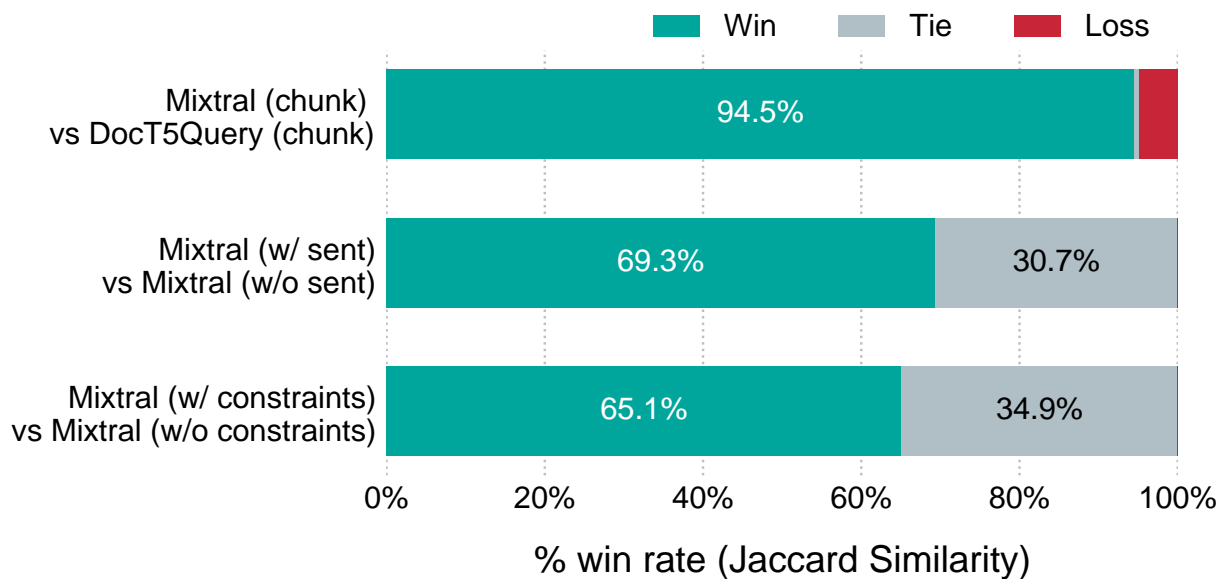 Win Tie Loss
Mixtral (chunk)
vs DocT5Query (chunk)
94.5%
Mixtral (w/ sent)
vs Mixtral (w/o sent)
69.3% 30.7%
Mixtral (w/ constraints)
vs Mixtral (w/o constraints)
65.1% 34.9%
0% 20% 40% 60% 80% 100%
% win rate (Jaccard Similarity)